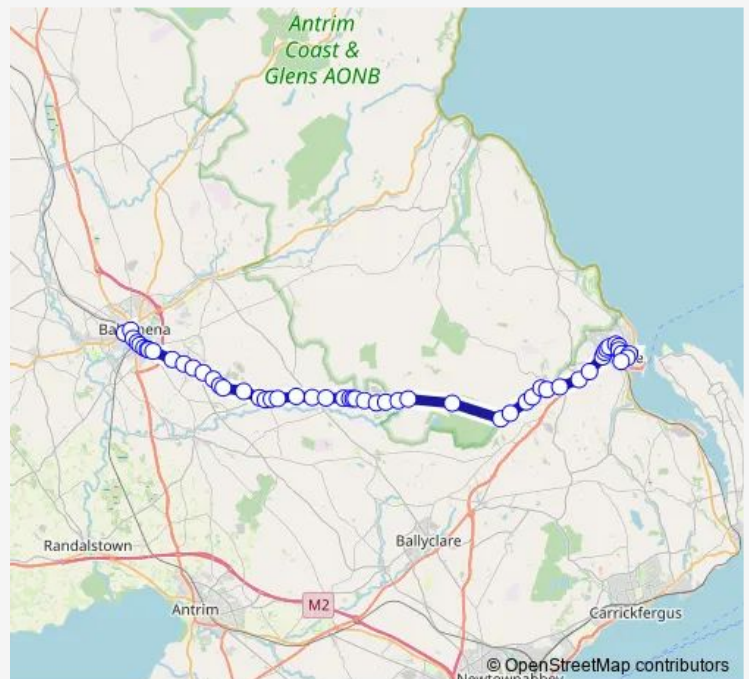 Antrim
Coast &
Glens AONB
Randalstown
Ballyclare
M2
Antrim
Carrickfergus
© OpenStreetMap contributors